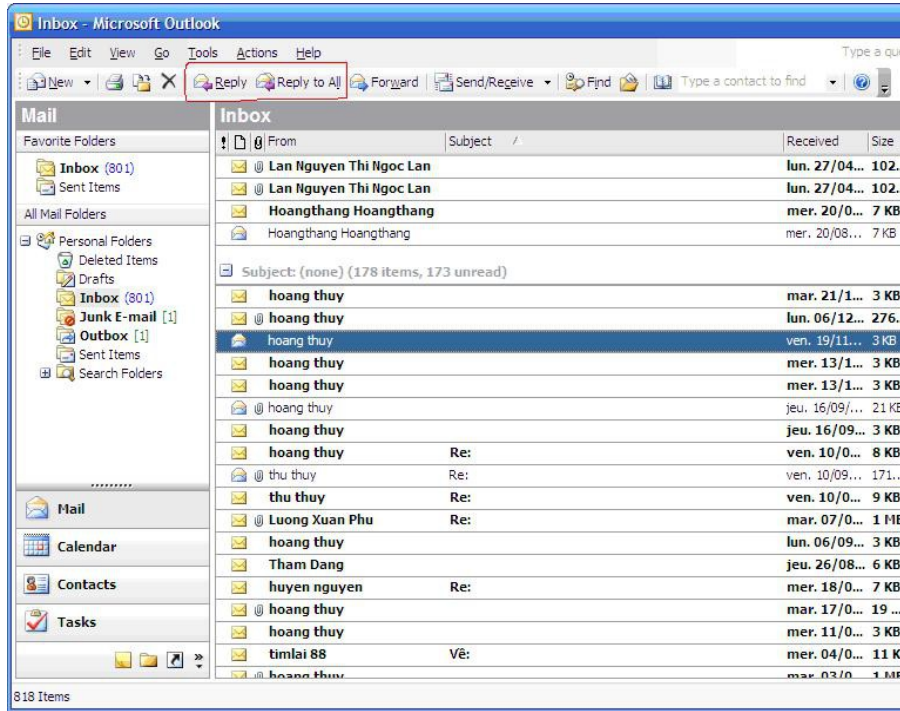 Inbox - Microsoft Outlook
File Edit View Go Tools Actions Help Type a qu
New Reply Reply to All Forward Send/Receive Find Type a contact to find
Mail
Favorite Folders
Inbox (801)
Sent Items
All Mail Folders
Personal Folders
Deleted Items
Drafts
Inbox (801)
Junk E-mail [1]
Outbox [1]
Sent Items
Search Folders
Mail
Calendar
Contacts
Tasks
Inbox
From Subject Received Size
Lan Nguyen Thi Ngoc Lan lun. 27/04... 102..
Lan Nguyen Thi Ngoc Lan lun. 27/04... 102..
Hoangthang Hoangthang mer. 20/0... 7 KB
Hoangthang Hoangthang mer. 20/08... 7 KB
Subject: (none) (178 items, 173 unread)
hoang thuy mar. 21/1... 3 KB
hoang thuy lun. 06/12... 276..
hoang thuy ven. 19/11... 3 KB
hoang thuy mer. 13/1... 3 KB
hoang thuy mer. 13/1... 3 KB
hoang thuy jeu. 16/09/... 21 KB
hoang thuy jeu. 16/09... 3 KB
hoang thuy Re: ven. 10/0... 8 KB
thu thuy Re: ven. 10/09... 171..
thu thuy Re: ven. 10/0... 9 KB
Luong Xuan Phu Re: mar. 07/0... 1 MB
hoang thuy lun. 06/09... 3 KB
Tham Dang jeu. 26/08... 6 KB
huyen nguyen Re: mer. 18/0... 7 KB
hoang thuy mar. 17/0... 19 ...
hoang thuy mer. 11/0... 3 KB
timlai 88 Vê: mer. 04/0... 11 K
hoang thuy mar. 03/0... 1 MB
818 Items